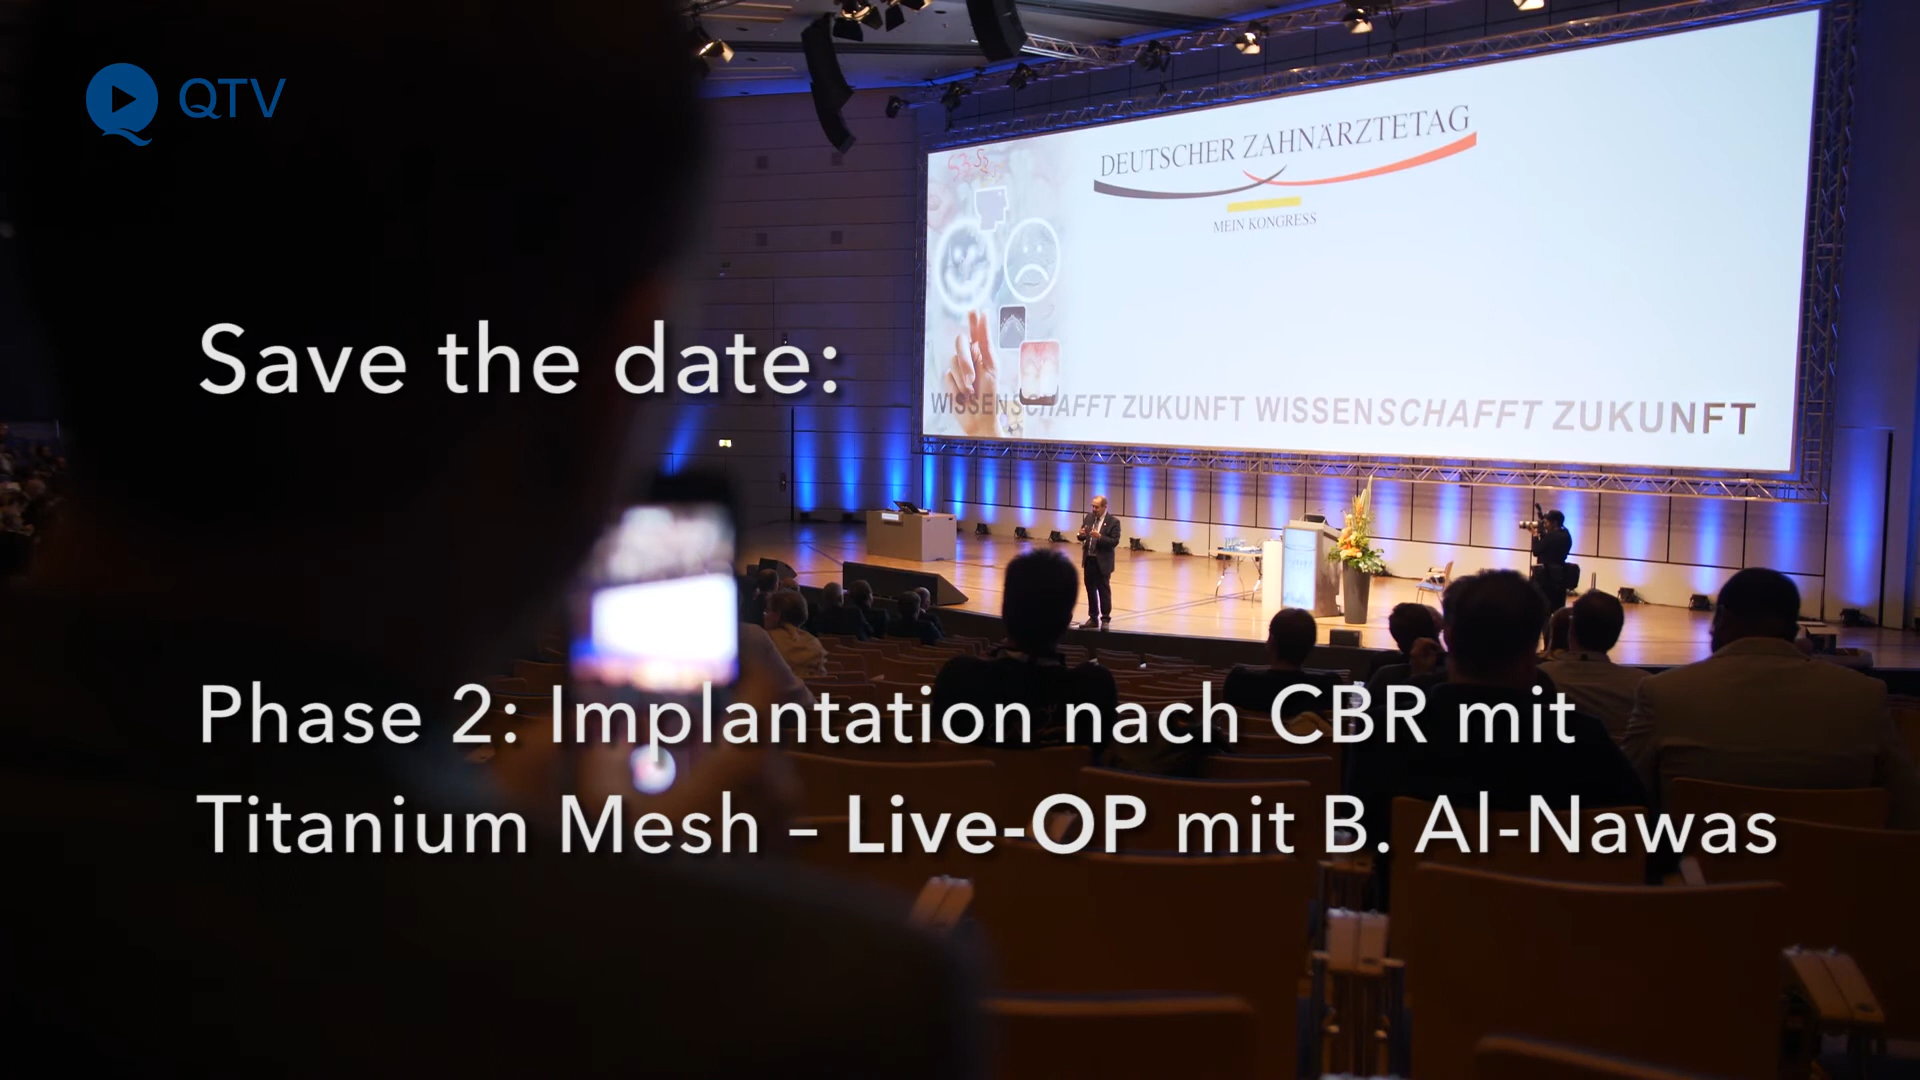 QTV
DEUTSCHER ZAHNÄRZTETAG
MEIN KONGRESS
WISSENSCHAFFT ZUKUNFT WISSENSCHAFFT ZUKUNFT
Save the date:
Phase 2: Implantation nach CBR mit
Titanium Mesh – Live-OP mit B. Al-Nawas